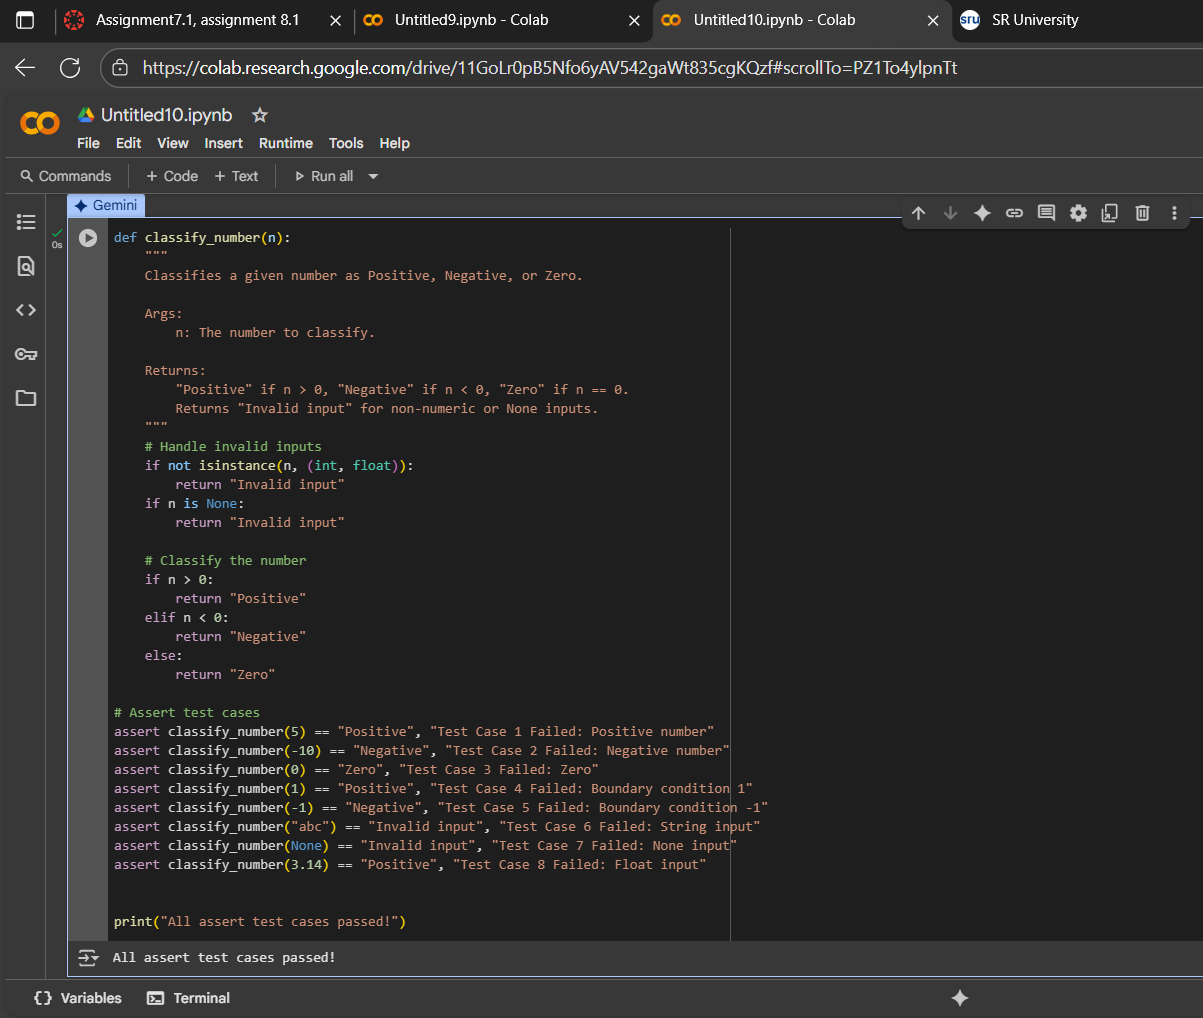 Assignment7.1, assignment 8.1
Untitled9.ipynb - Colab
Untitled10.ipynb - Colab
sru
SR University
https://colab.research.google.com/drive/11GoLr0pB5Nfo6yAV542gaWt835cgKQzf#scrollTo=PZ1To4ylpnTt
Untitled10.ipynb
File Edit View Insert Runtime Tools Help
Commands + Code + Text Run all
Gemini
0s
def classify_number(n):
    """
    Classifies a given number as Positive, Negative, or Zero.

    Args:
        n: The number to classify.

    Returns:
        "Positive" if n > 0, "Negative" if n < 0, "Zero" if n == 0.
        Returns "Invalid input" for non-numeric or None inputs.
    """
    # Handle invalid inputs
    if not isinstance(n, (int, float)):
        return "Invalid input"
    if n is None:
        return "Invalid input"

    # Classify the number
    if n > 0:
        return "Positive"
    elif n < 0:
        return "Negative"
    else:
        return "Zero"

# Assert test cases
assert classify_number(5) == "Positive", "Test Case 1 Failed: Positive number"
assert classify_number(-10) == "Negative", "Test Case 2 Failed: Negative number"
assert classify_number(0) == "Zero", "Test Case 3 Failed: Zero"
assert classify_number(1) == "Positive", "Test Case 4 Failed: Boundary condition 1"
assert classify_number(-1) == "Negative", "Test Case 5 Failed: Boundary condition -1"
assert classify_number("abc") == "Invalid input", "Test Case 6 Failed: String input"
assert classify_number(None) == "Invalid input", "Test Case 7 Failed: None input"
assert classify_number(3.14) == "Positive", "Test Case 8 Failed: Float input"

print("All assert test cases passed!")
All assert test cases passed!
Variables Terminal